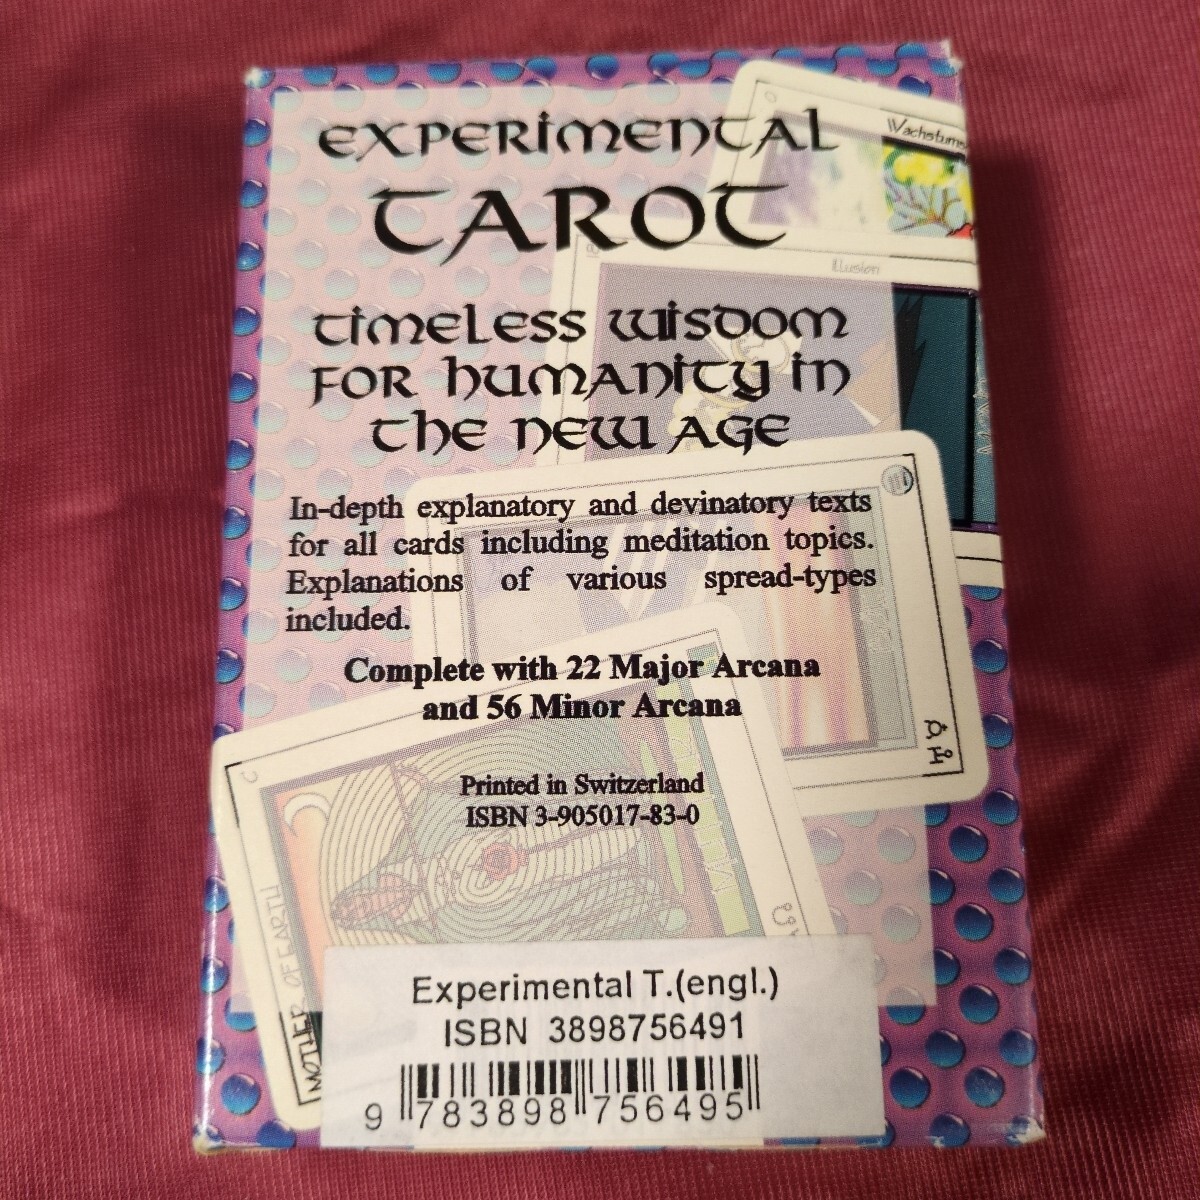 EXPERIMENTAL
TAROT
Wachstums
Illusion
TIMELESS WISDOM
FOR HUMANITY IN
THE NEW AGE
In-depth explanatory and devinatory texts
for all cards including meditation topics.
Explanations of various spread-types
included.
Complete with 22 Major Arcana
and 56 Minor Arcana
Printed in Switzerland
ISBN 3-905017-83-0
MOTHER OF EARTH
Experimental T.(engl.)
ISBN 3898756491
9 783898 756495